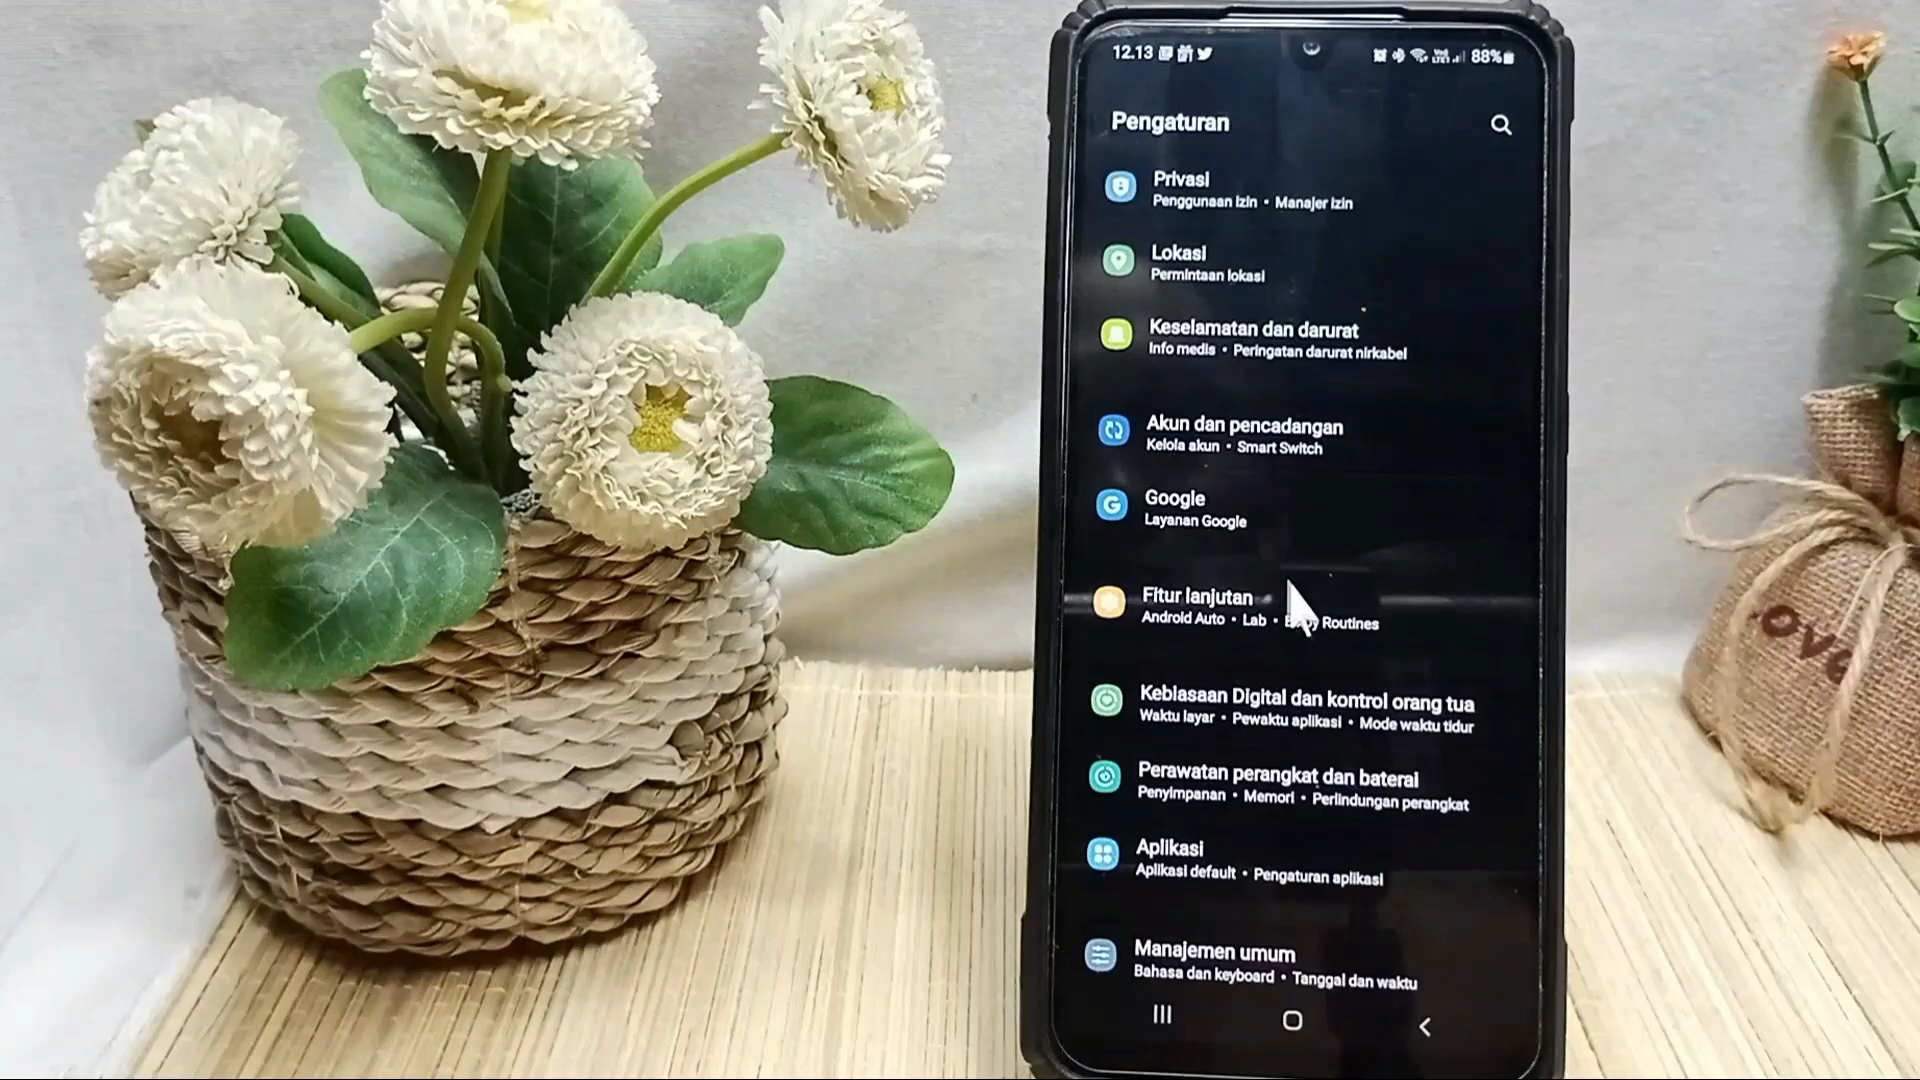 12.13 88%
Pengaturan
Privasi
Penggunaan izin • Manajer izin
Lokasi
Permintaan lokasi
Keselamatan dan darurat
Info medis • Peringatan darurat nirkabel
Akun dan pencadangan
Kelola akun • Smart Switch
Google
Layanan Google
Fitur lanjutan
Android Auto • Lab • Routines
Kebiasaan Digital dan kontrol orang tua
Waktu layar • Pewaktu aplikasi • Mode waktu tidur
Perawatan perangkat dan baterai
Penyimpanan • Memori • Perlindungan perangkat
Aplikasi
Aplikasi default • Pengaturan aplikasi
Manajemen umum
Bahasa dan keyboard • Tanggal dan waktu